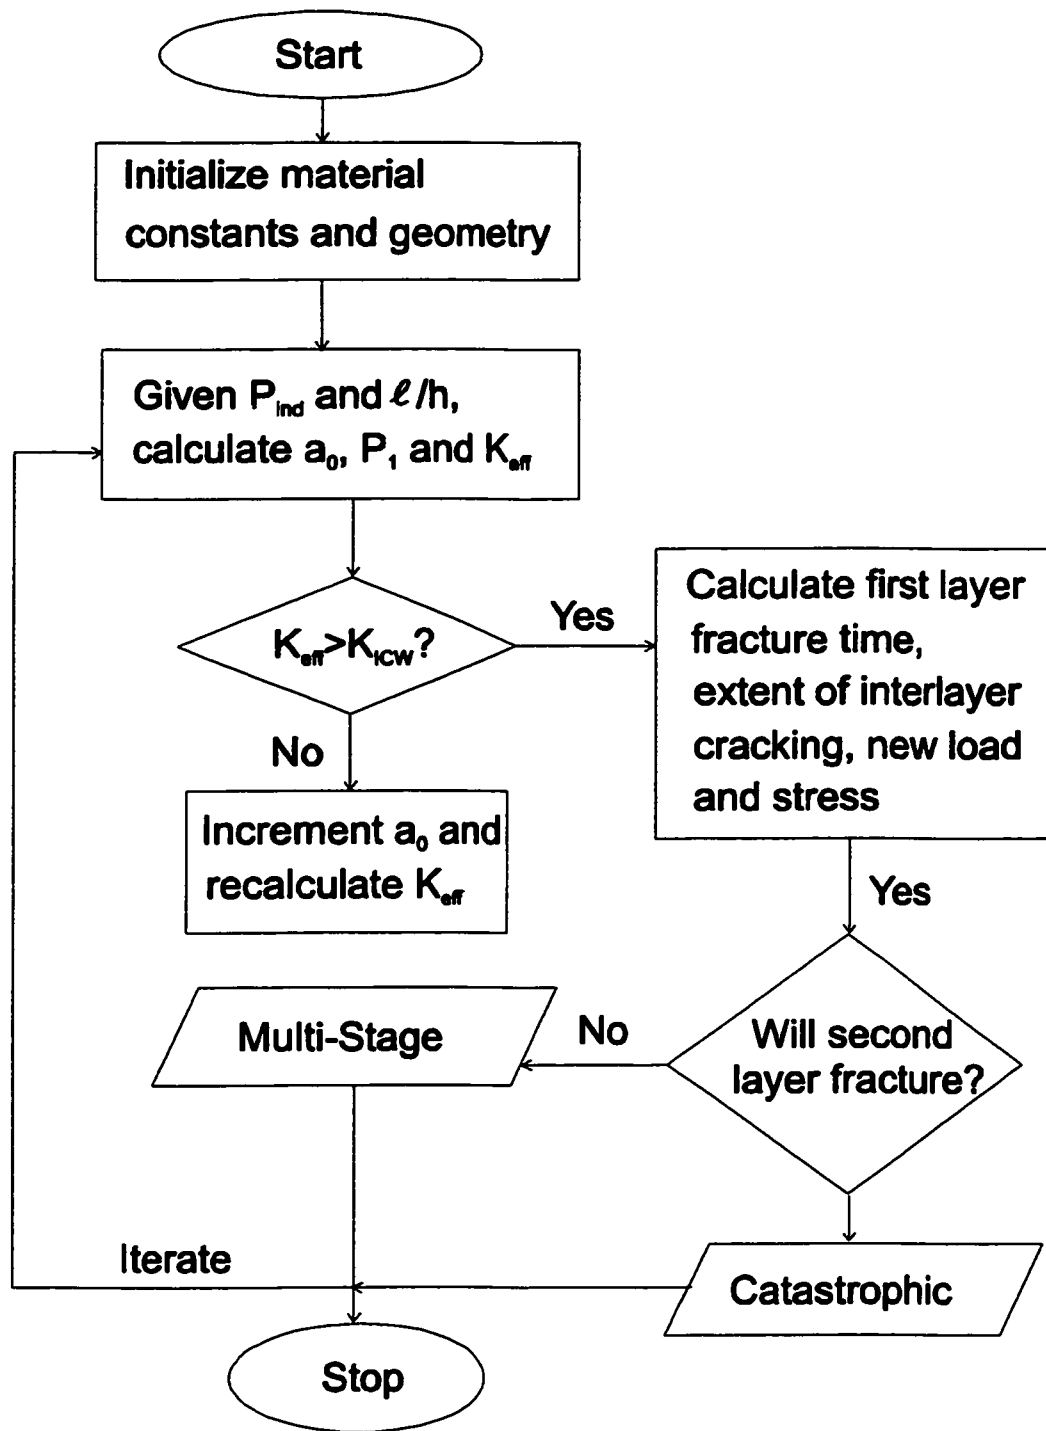 Start
Initialize material
constants and geometry
Given P_ind and ℓ/h,
calculate a_0, P_1 and K_eff
K_eff>K_ICW?
Yes
Calculate first layer
fracture time,
extent of interlayer
cracking, new load
and stress
No
Increment a_0 and
recalculate K_eff
Yes
Will second
layer fracture?
No
Multi-Stage
Iterate
Catastrophic
Stop